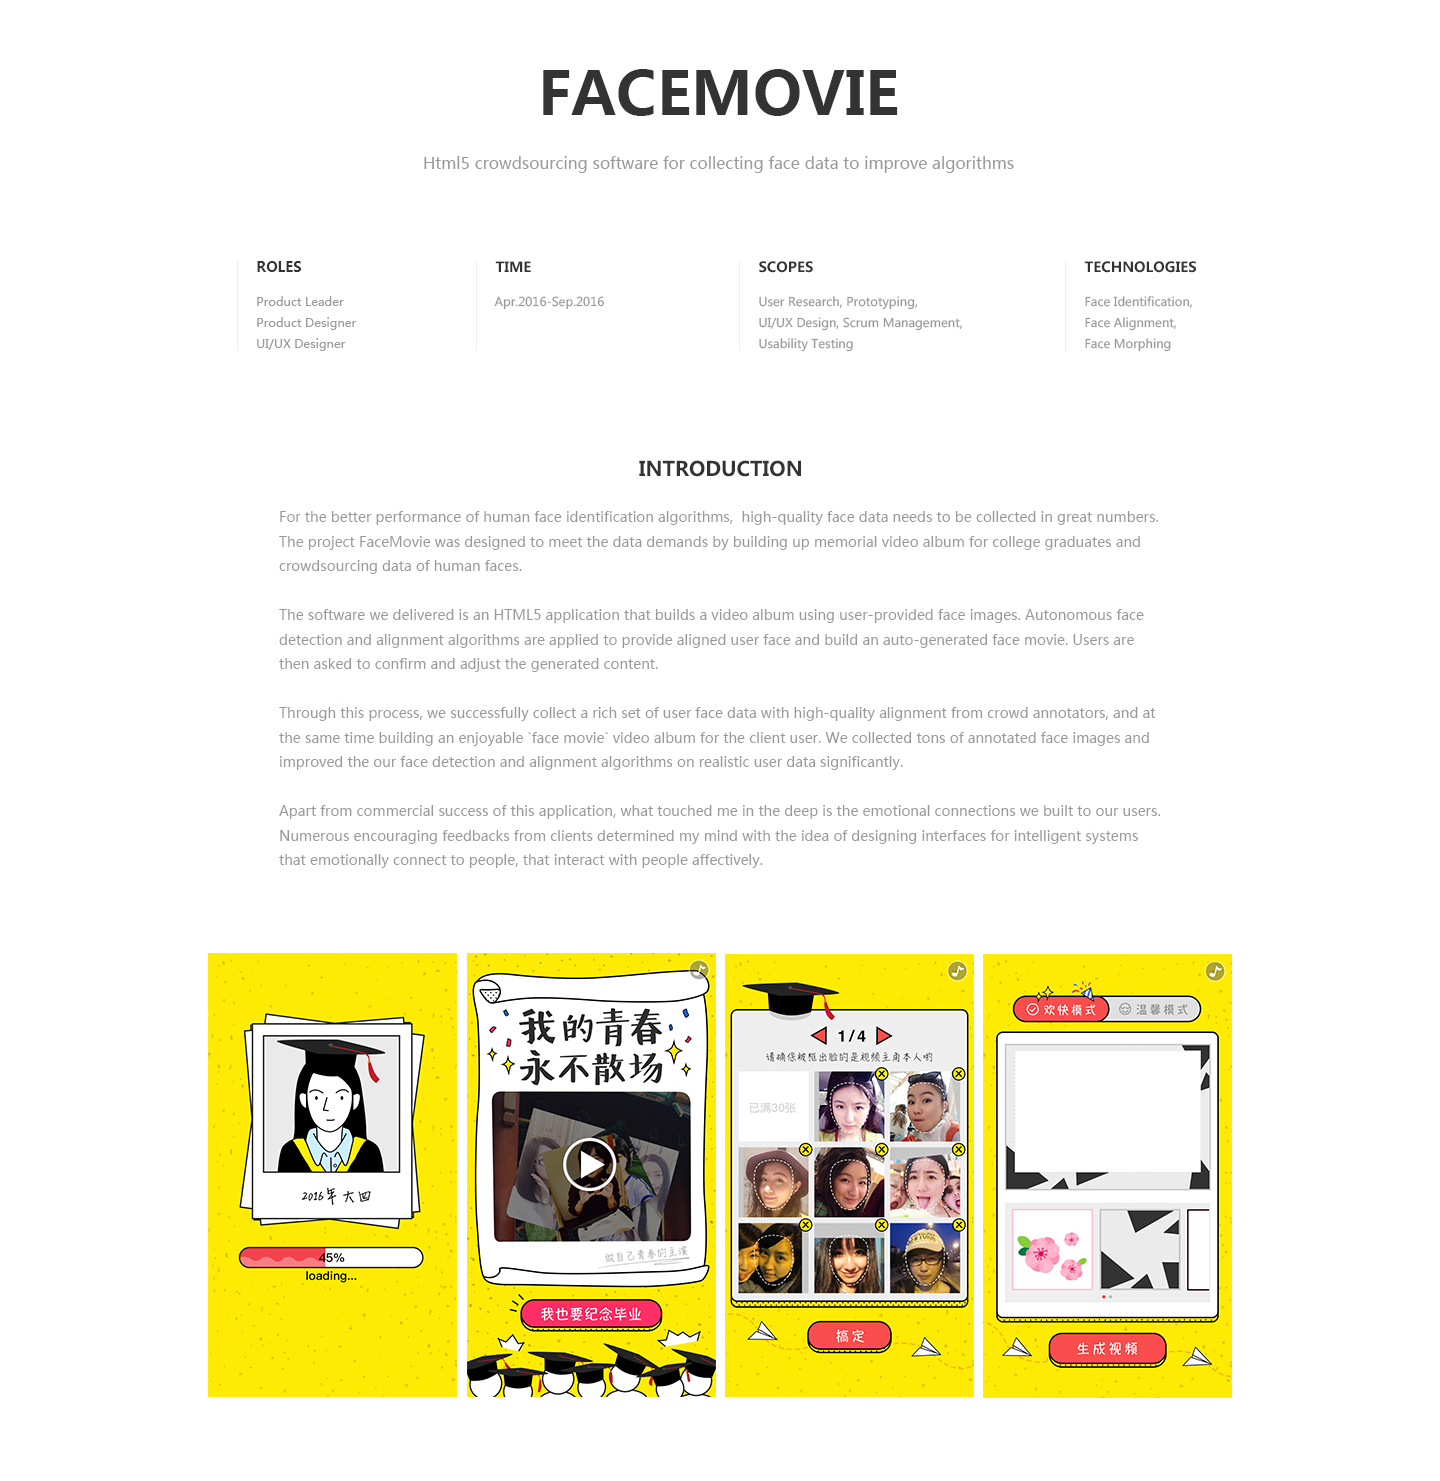 FACEMOVIE
Html5 crowdsourcing software for collecting face data to improve algorithms
ROLES
Product Leader
Product Designer
UI/UX Designer
TIME
Apr.2016-Sep.2016
SCOPES
User Research, Prototyping,
UI/UX Design, Scrum Management,
Usability Testing
TECHNOLOGIES
Face Identification,
Face Alignment,
Face Morphing
INTRODUCTION
For the better performance of human face identification algorithms,  high-quality face data needs to be collected in great numbers.
The project FaceMovie was designed to meet the data demands by building up memorial video album for college graduates and
crowdsourcing data of human faces.
The software we delivered is an HTML5 application that builds a video album using user-provided face images. Autonomous face
detection and alignment algorithms are applied to provide aligned user face and build an auto-generated face movie. Users are
then asked to confirm and adjust the generated content.
Through this process, we successfully collect a rich set of user face data with high-quality alignment from crowd annotators, and at
the same time building an enjoyable `face movie` video album for the client user. We collected tons of annotated face images and
improved the our face detection and alignment algorithms on realistic user data significantly.
Apart from commercial success of this application, what touched me in the deep is the emotional connections we built to our users.
Numerous encouraging feedbacks from clients determined my mind with the idea of designing interfaces for intelligent systems
that emotionally connect to people, that interact with people affectively.
2016年大四
45%
loading...
我的青春
永不散场
做自己青春的主演
我也要纪念毕业
1/4
请确保被框出脸的是视频主角本人哟
已满30张
搞定
欢快模式
温馨模式
生成视频